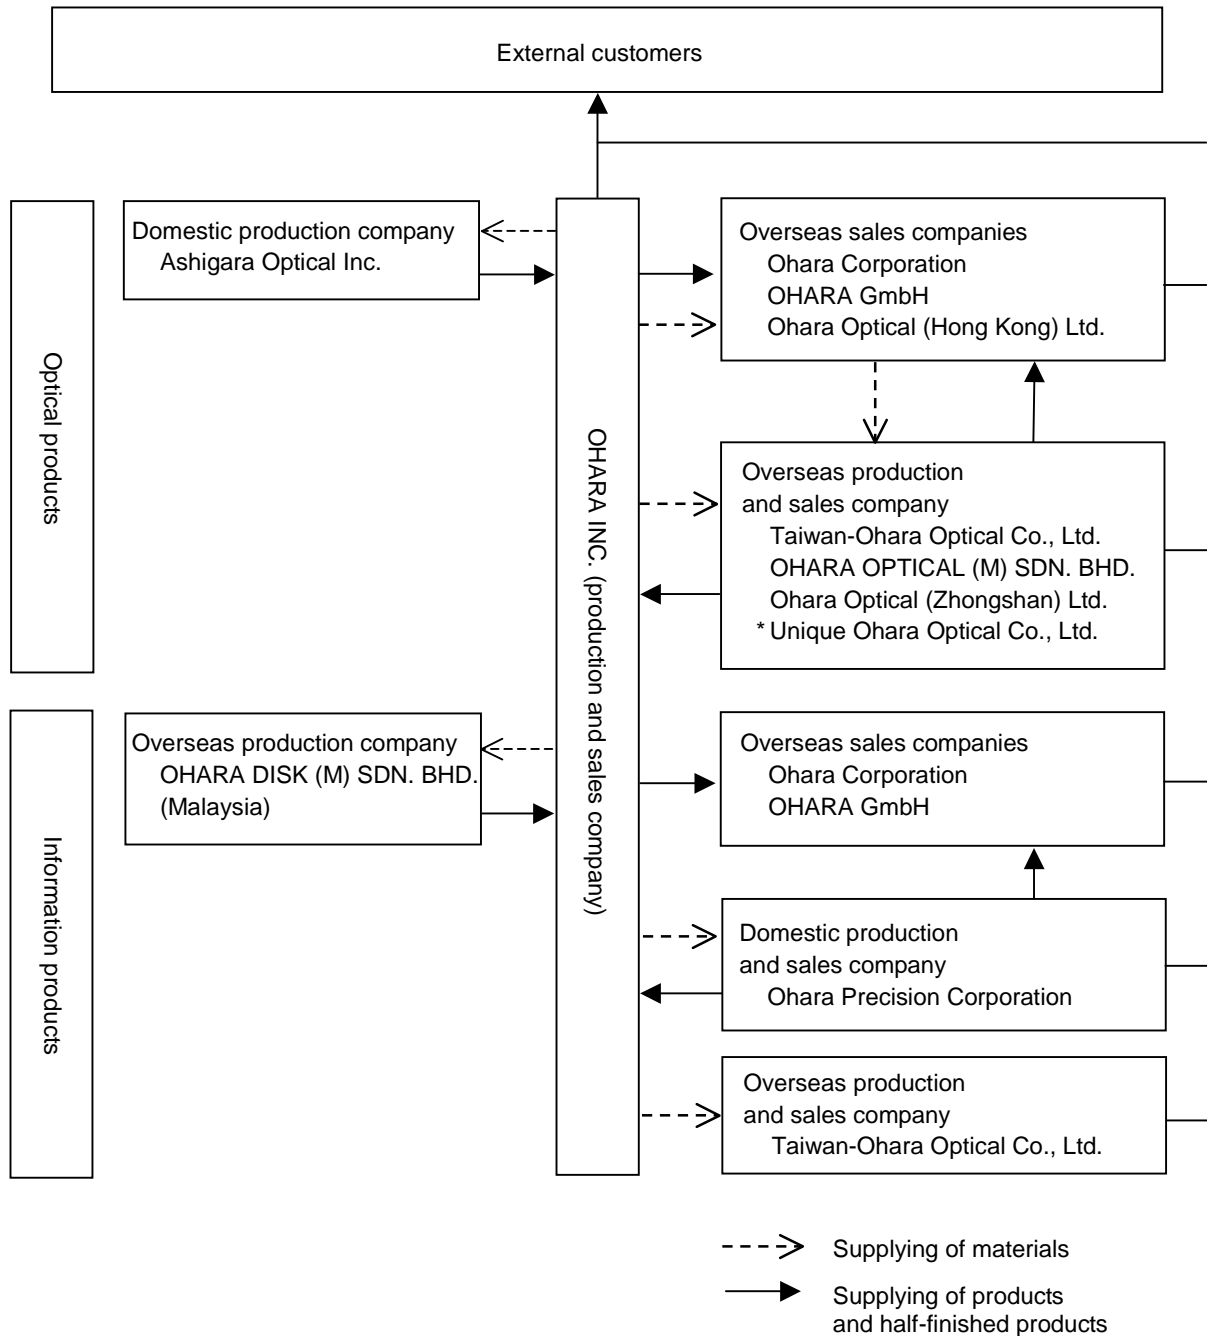 External customers
Optical products
Domestic production company
Ashigara Optical Inc.
OHARA INC. (production and sales company)
Overseas sales companies
Ohara Corporation
OHARA GmbH
Ohara Optical (Hong Kong) Ltd.
Overseas production
and sales company
Taiwan-Ohara Optical Co., Ltd.
OHARA OPTICAL (M) SDN. BHD.
Ohara Optical (Zhongshan) Ltd.
* Unique Ohara Optical Co., Ltd.
Information products
Overseas production company
OHARA DISK (M) SDN. BHD.
(Malaysia)
Overseas sales companies
Ohara Corporation
OHARA GmbH
Domestic production
and sales company
Ohara Precision Corporation
Overseas production
and sales company
Taiwan-Ohara Optical Co., Ltd.
Supplying of materials
Supplying of products
and half-finished products